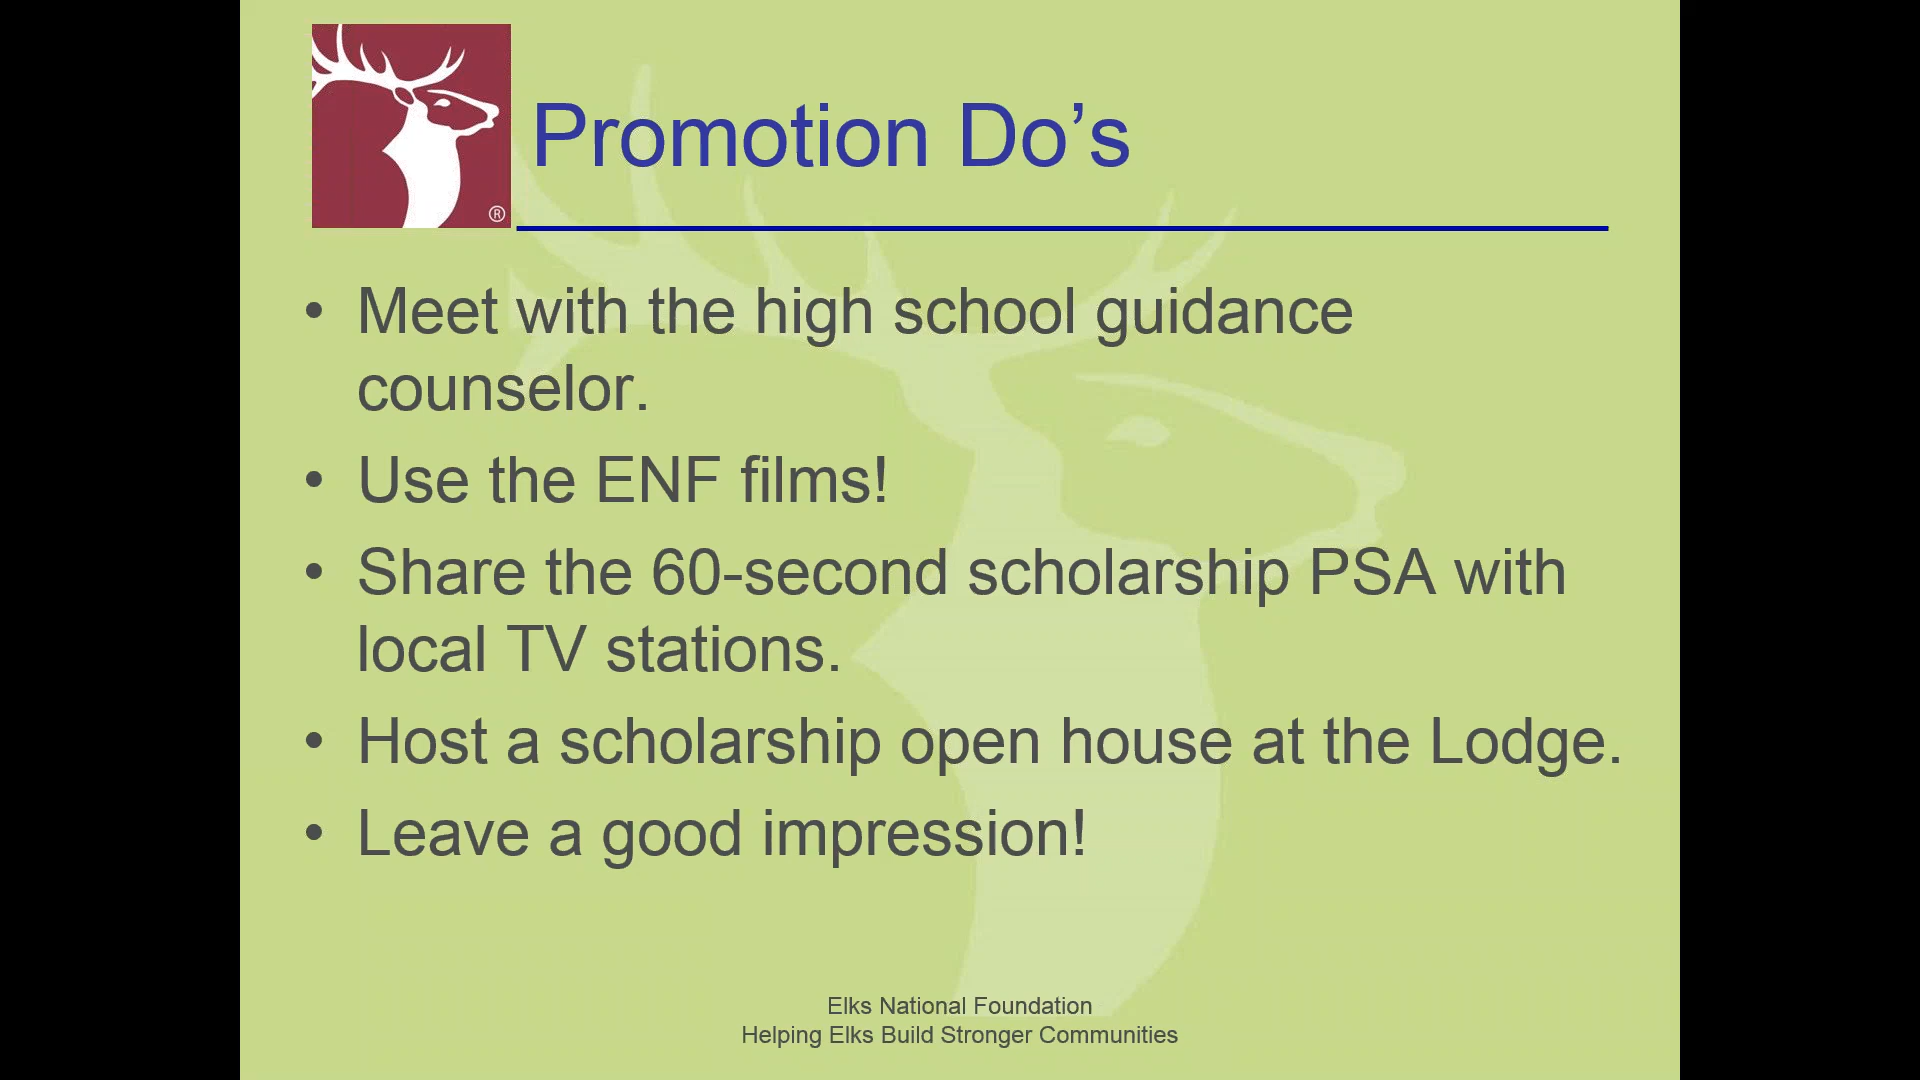 Promotion Do’s
• Meet with the high school guidance
counselor.
• Use the ENF films!
• Share the 60-second scholarship PSA with
local TV stations.
• Host a scholarship open house at the Lodge.
• Leave a good impression!
®
Elks National Foundation
Helping Elks Build Stronger Communities